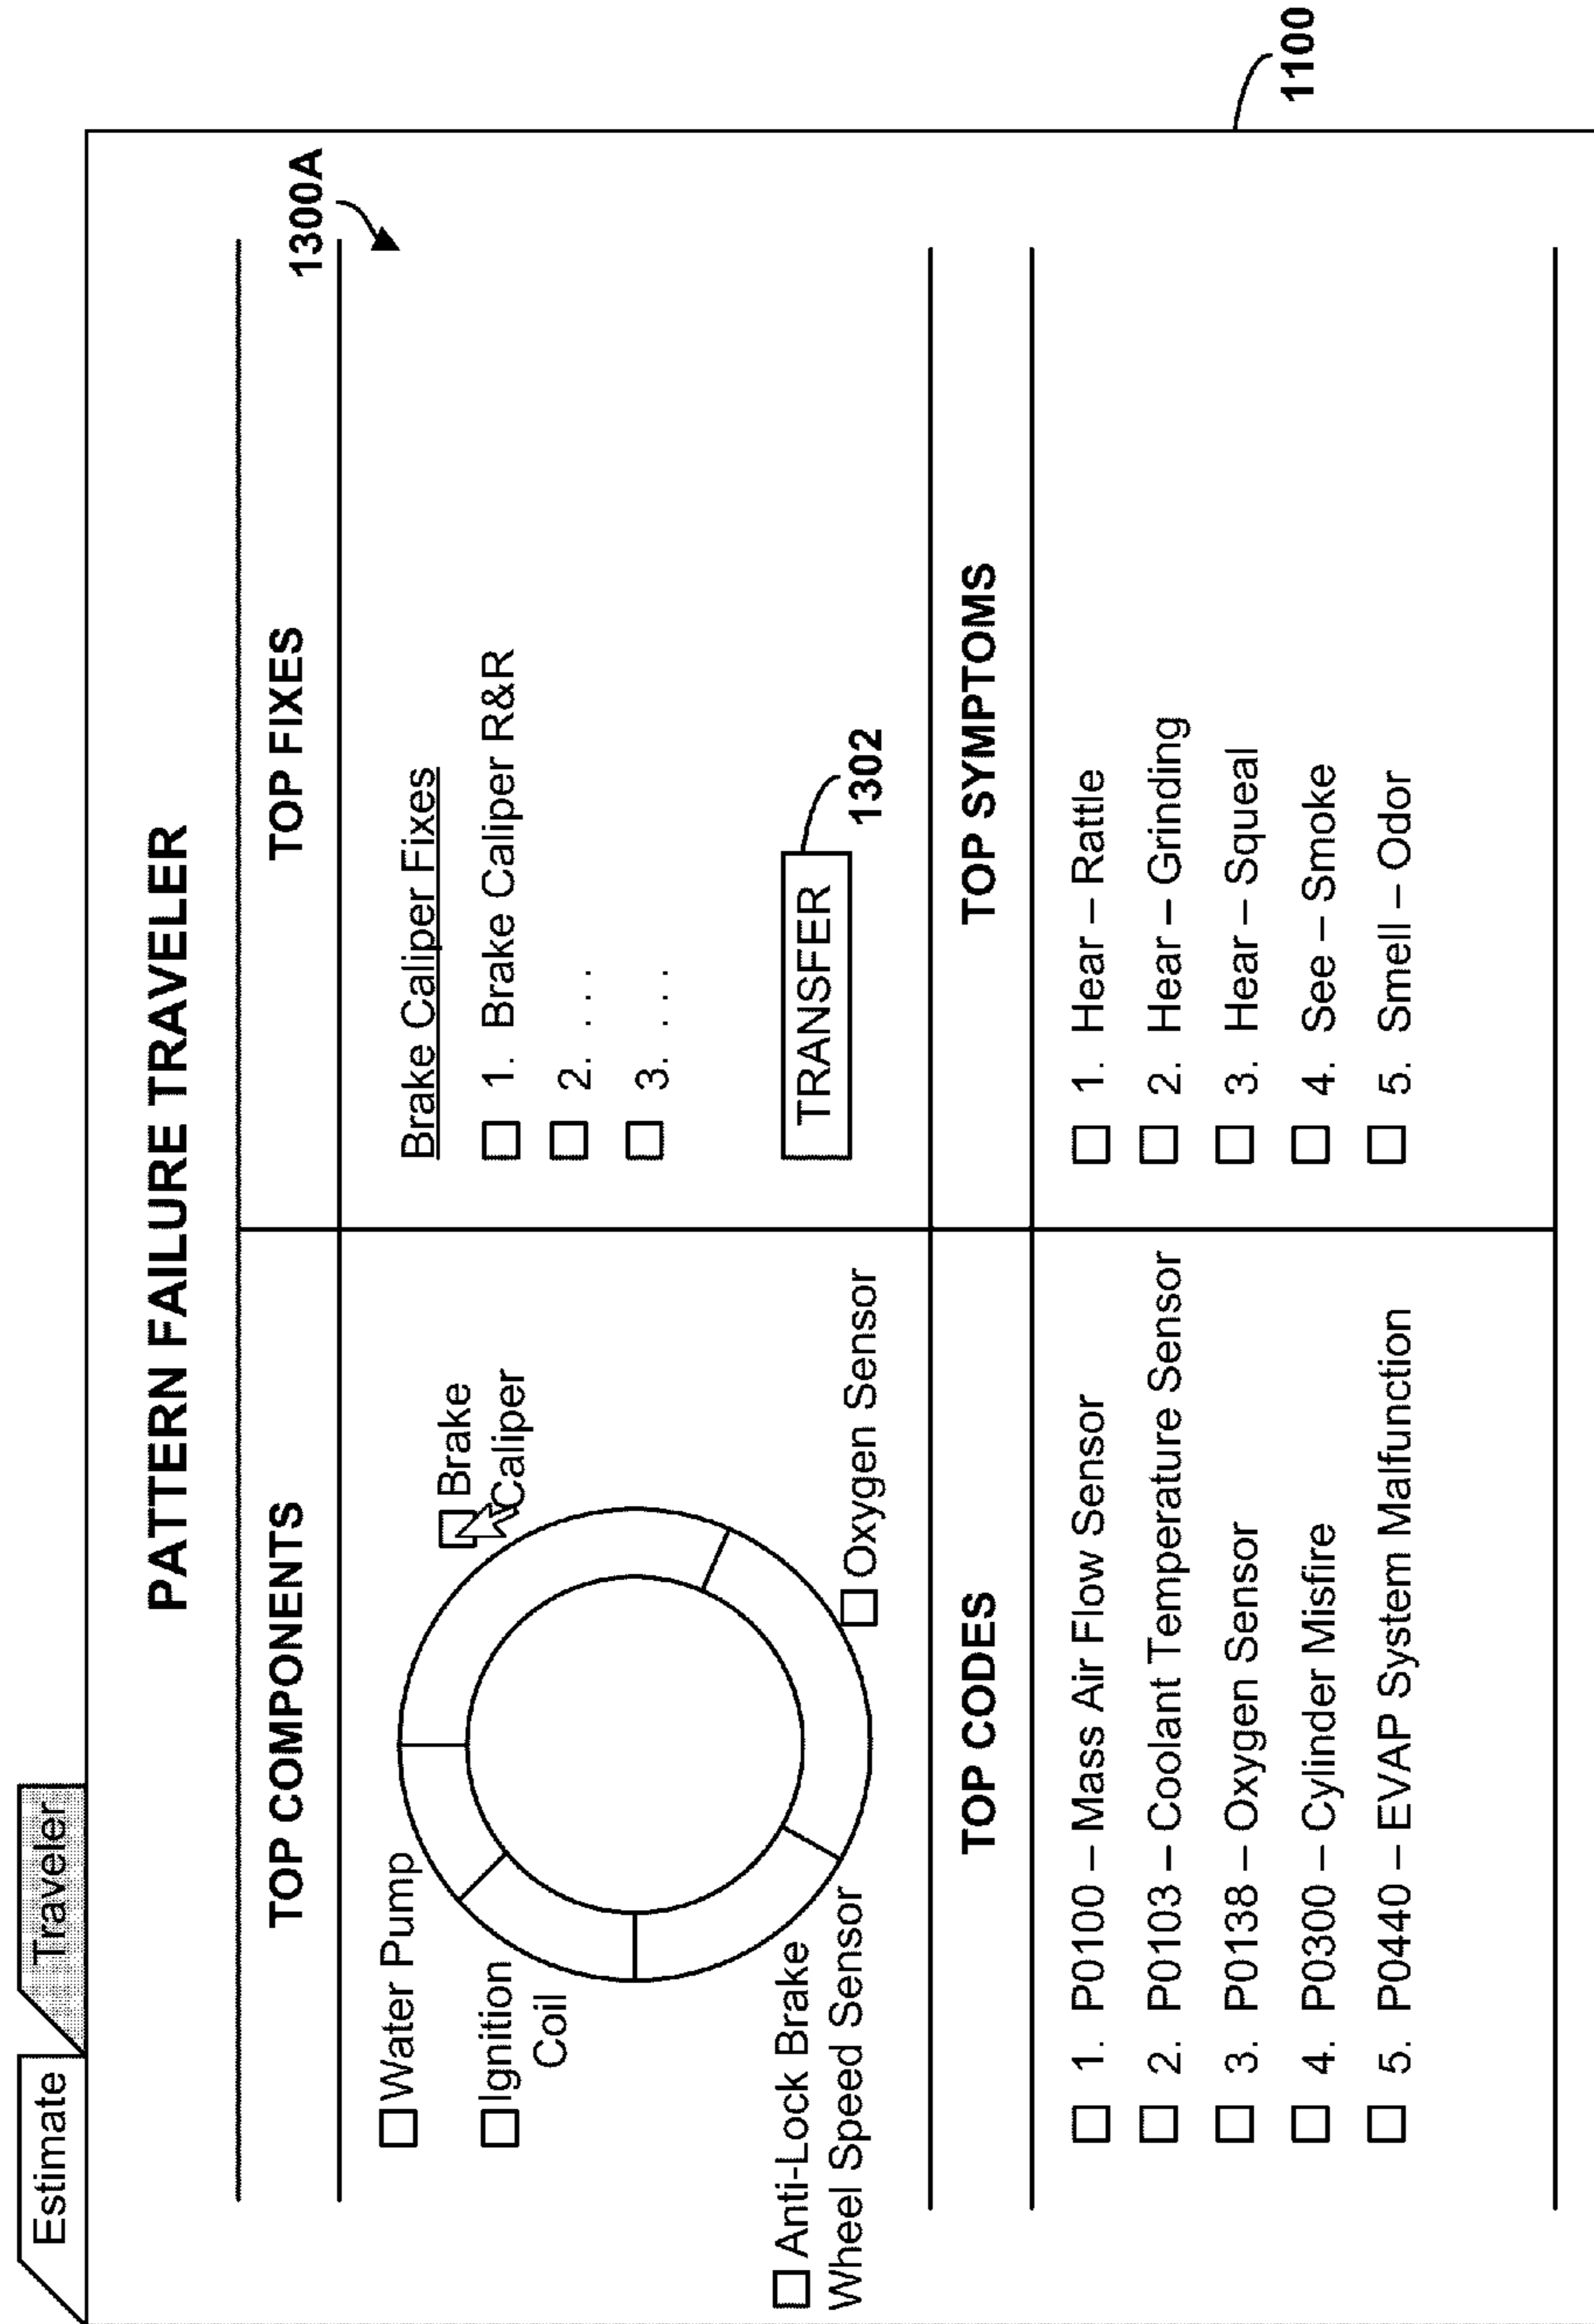 Estimate
Traveler
PATTERN FAILURE TRAVELER
TOP COMPONENTS
Water Pump
Brake
Caliper
Ignition
Coil
Anti-Lock Brake
Wheel Speed Sensor
Oxygen Sensor
TOP FIXES
1300A
Brake Caliper Fixes
1. Brake Caliper R&R
2. . . . .
3. . . . .
TRANSFER
1302
TOP CODES
1. P0100 – Mass Air Flow Sensor
2. P0103 – Coolant Temperature Sensor
3. P0138 – Oxygen Sensor
4. P0300 – Cylinder Misfire
5. P0440 – EVAP System Malfunction
TOP SYMPTOMS
1. Hear – Rattle
2. Hear – Grinding
3. Hear – Squeal
4. See – Smoke
5. Smell – Odor
1100